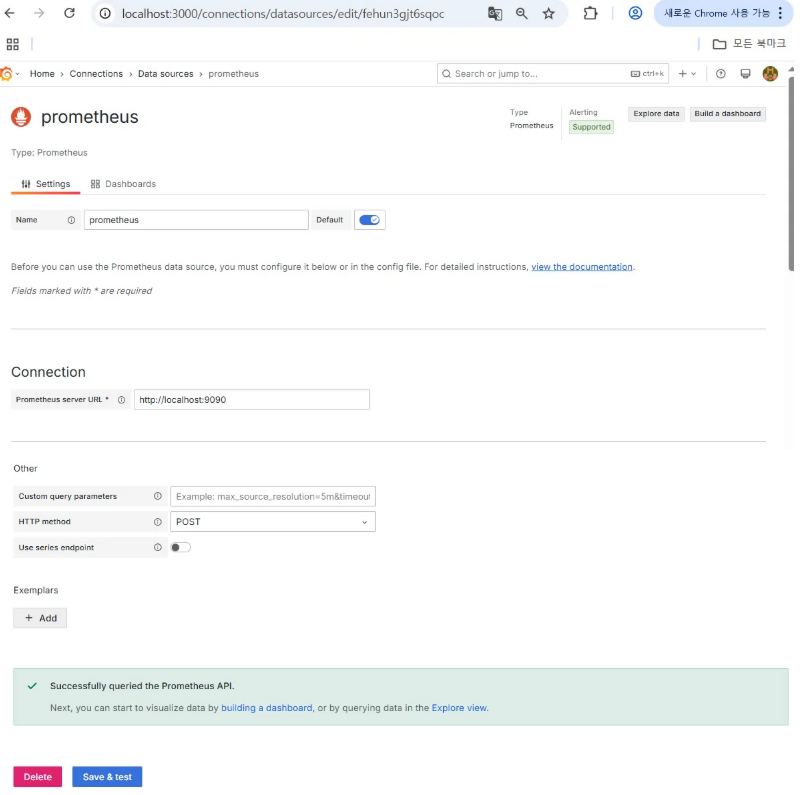 localhost:3000/connections/datasources/edit/fehun3gjt6sqoc
새로운 Chrome 사용 가능
모든 북마크
Home › Connections › Data sources › prometheus
Search or jump to...
ctrl+k
prometheus
Type
Prometheus
Alerting
Supported
Explore data
Build a dashboard
Type: Prometheus
Settings
Dashboards
Name
prometheus
Default
Before you can use the Prometheus data source, you must configure it below or in the config file. For detailed instructions, view the documentation.
Fields marked with * are required
Connection
Prometheus server URL *
http://localhost:9090
Other
Custom query parameters
Example: max_source_resolution=5m&timeout
HTTP method
POST
Use series endpoint
Exemplars
+ Add
Successfully queried the Prometheus API.
Next, you can start to visualize data by building a dashboard, or by querying data in the Explore view.
Delete
Save & test